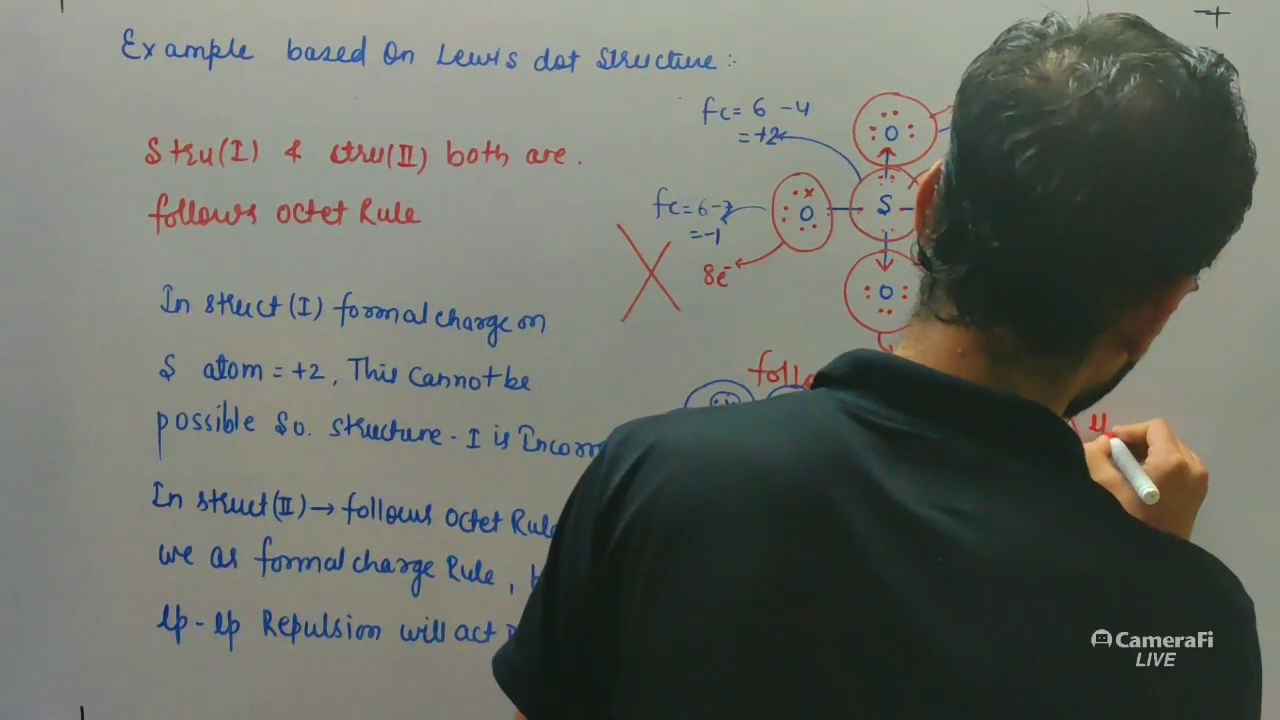 Example based on Lewis dot structure :-
Stru(I) & stru(II) both are.
follows octet Rule
In struct (I) formal charge on
S atom = +2, This cannot be
possible So. structure - I is
In struct(II) → follows octet Rule
we as formal charge Rule,
lp - lp Repulsion will act
fc = 6 - 4
= +2
O
fc = 6 - 7
= -1
O
S
8e⁻
O
CameraFi
LIVE